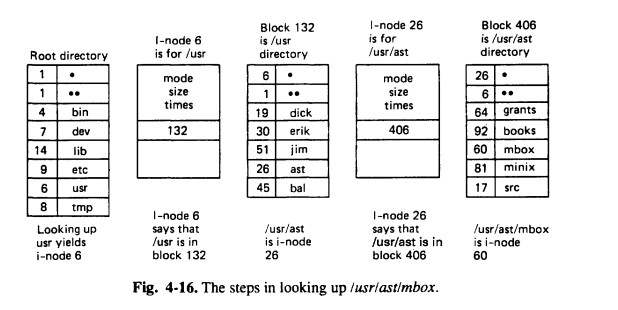 Root directory
1 •
1 ••
4 bin
7 dev
14 lib
9 etc
6 usr
8 tmp
Looking up
usr yields
i-node 6
I-node 6
is for /usr
mode
size
times
132
I-node 6
says that
/usr is in
block 132
Block 132
is /usr
directory
6 •
1 ••
19 dick
30 erik
51 jim
26 ast
45 bal
/usr/ast
is i-node
26
I-node 26
is for
/usr/ast
mode
size
times
406
I-node 26
says that
/usr/ast is in
block 406
Block 406
is /usr/ast
directory
26 •
6 ••
64 grants
92 books
60 mbox
81 minix
17 src
/usr/ast/mbox
is i-node
60
Fig. 4-16. The steps in looking up /usr/ast/mbox.